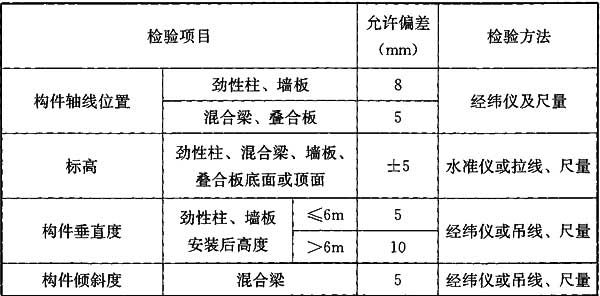 检验项目
允许偏差
（mm）
检验方法
构件轴线位置
劲性柱、墙板
8
经纬仪及尺量
混合梁、叠合板
5
标高
劲性柱、混合梁、墙板、
叠合板底面或顶面
±5
水准仪或拉线、尺量
构件垂直度
劲性柱、墙板
安装后高度
≤6m
5
经纬仪或吊线、尺量
>6m
10
构件倾斜度
混合梁
5
经纬仪或吊线、尺量